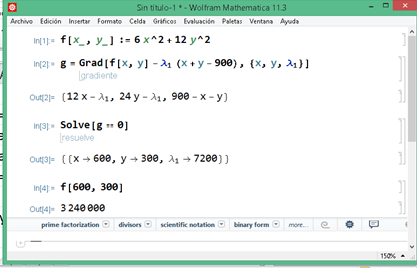 Sin título-1 * - Wolfram Mathematica 11.3
Archivo Edición Insertar Formato Celda Gráficos Evaluación Paletas Ventana Ayuda
In[1]:= f[x_, y_] := 6 x^2 + 12 y^2
In[2]:= g = Grad[f[x, y] - λ₁ (x + y - 900), {x, y, λ₁}]
gradiente
Out[2]= {12 x - λ₁, 24 y - λ₁, 900 - x - y}
In[3]:= Solve[g == 0]
resuelve
Out[3]= {{x → 600, y → 300, λ₁ → 7200}}
In[4]:= f[600, 300]
Out[4]= 3 240 000
prime factorization divisors scientific notation binary form more...
150%